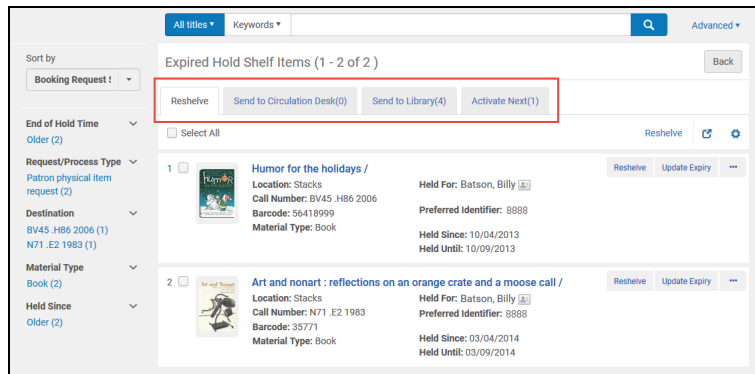 All titles ▾ Keywords ▾ Advanced ▾
Sort by
Booking Request S
Expired Hold Shelf Items (1 - 2 of 2 ) Back
Reshelve Send to Circulation Desk(0) Send to Library(4) Activate Next(1)
Select All Reshelve
End of Hold Time
Older (2)
Request/Process Type
Patron physical item
request (2)
Destination
BV45 .H86 2006 (1)
N71 .E2 1983 (1)
Material Type
Book (2)
Held Since
Older (2)
1 Humor for the holidays / Reshelve Update Expiry •••
Location: Stacks Held For: Batson, Billy
Call Number: BV45 .H86 2006
Barcode: 56418999 Preferred Identifier: 8888
Material Type: Book
Held Since: 10/04/2013
Held Until: 10/09/2013
2 Art and nonart : reflections on an orange crate and a moose call / Reshelve Update Expiry •••
Location: Stacks Held For: Batson, Billy
Call Number: N71 .E2 1983 Preferred Identifier: 8888
Barcode: 35771
Material Type: Book Held Since: 03/04/2014
Held Until: 03/09/2014
humor
Art and Nonart